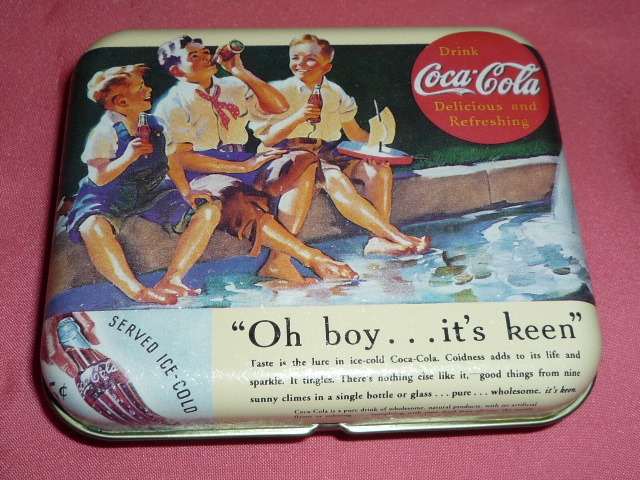 Drink
Coca-Cola
Delicious and
Refreshing
"Oh boy...it's keen"
Taste is the lure in ice-cold Coca-Cola. Coldness adds to its life and
sparkle. It tingles. There's nothing else like it,—good things from nine
sunny climes in a single bottle or glass...pure...wholesome. it's keen.
Coca-Cola is a pure drink of wholesome, natural products, with no artificial
SERVED ICE-COLD
Coca-Cola
¢